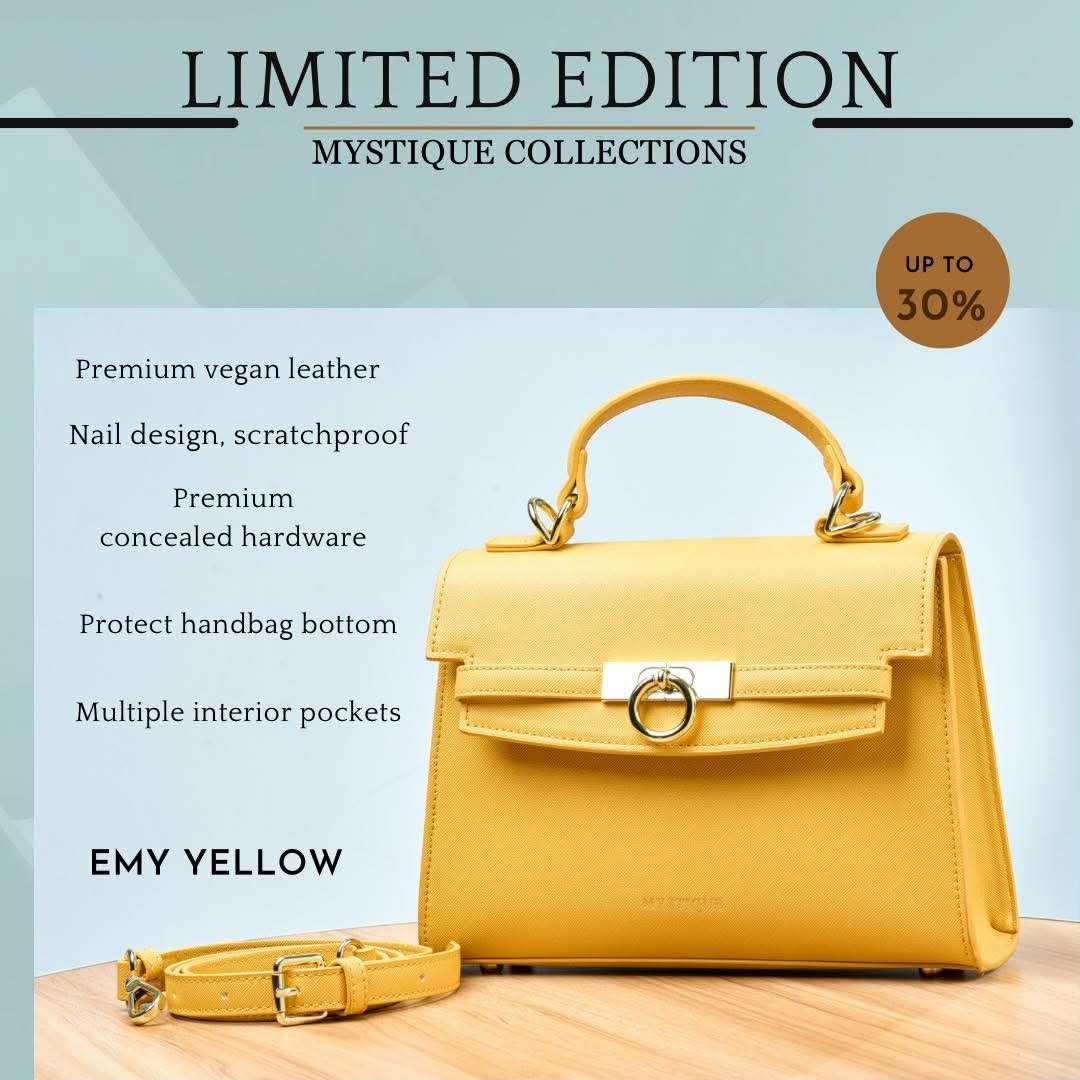 LIMITED EDITION
MYSTIQUE COLLECTIONS
UP TO
30%
Premium vegan leather
Nail design, scratchproof
Premium
concealed hardware
Protect handbag bottom
Multiple interior pockets
EMY YELLOW
MYSTIQUE